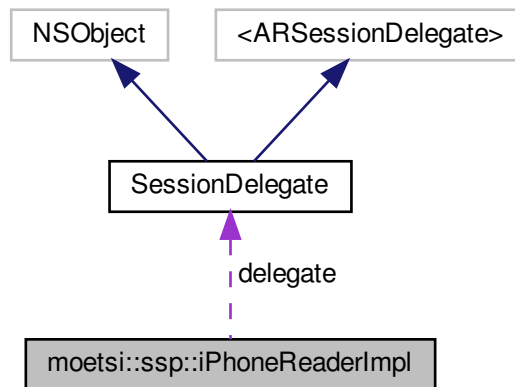 NSObject
<ARSessionDelegate>
SessionDelegate
delegate
moetsi::ssp::iPhoneReaderImpl